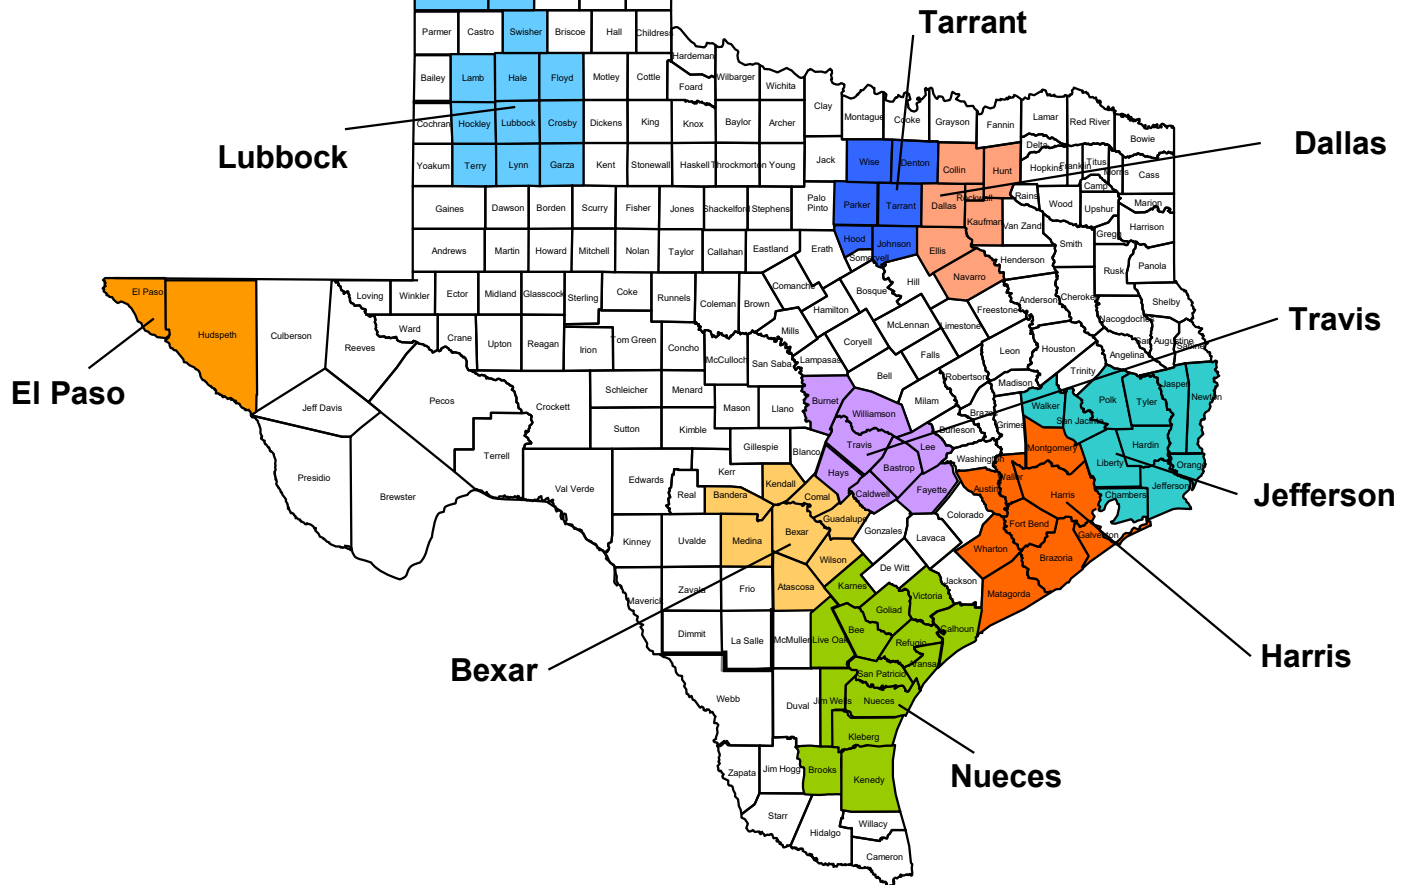 Tarrant
Parmer Castro Swisher Briscoe Hall Childress
Hardeman
Bailey Lamb Hale Floyd Motley Cottle Foard Wilbarger Wichita
Clay Montague Cooke Grayson Fannin Lamar Red River Bowie
Cochran Hockley Lubbock Crosby Dickens King Knox Baylor Archer
Delta
Lubbock
Dallas
Yoakum Terry Lynn Garza Kent Stonewall Haskell Throckmorton Young Jack Wise Denton Collin Hunt Hopkins Franklin Titus Morris Cass
Camp
Gaines Dawson Borden Scurry Fisher Jones Shackelford Stephens Palo
Pinto Parker Tarrant Dallas Rockwall Rains Wood Upshur Marion
Kaufman Van Zand Gregg Harrison
Andrews Martin Howard Mitchell Nolan Taylor Callahan Eastland Erath Hood Johnson Ellis Smith
Somervell Henderson Rusk Panola
El Paso Loving Winkler Ector Midland Glasscock Sterling Coke Runnels Coleman Brown Comanche Bosque Hill Navarro
Hamilton Freestone Anderson Cherokee Shelby
Hudspeth Culberson Reeves Ward Crane Upton Reagan Irion Tom Green Concho McCulloch San Saba Mills Lampasas Coryell McLennan Limestone Nacogdoches
San Augustine Sabine
Travis
Falls Leon Houston Angelina
Bell Robertson Madison Trinity
El Paso
Jeff Davis Pecos Crockett Schleicher Menard Mason Llano Burnet Williamson Milam Brazos Grimes Walker Polk Tyler Jasper Newton
San Jacinto
Sutton Kimble Gillespie Blanco Travis Burleson Lee Washington Montgomery Hardin
Terrell
Presidio Brewster Val Verde Edwards Kerr Real Bandera Kendall Comal Hays Bastrop Caldwell Fayette Austin Waller Harris Liberty Orange
Chambers Jefferson
Jefferson
Kinney Uvalde Medina Bexar Guadalupe Gonzales Lavaca Colorado Fort Bend Galveston
Wilson Wharton Brazoria
Maverick Zavala Frio Atascosa Karnes De Witt Jackson Matagorda
Goliad Victoria
Dimmit La Salle McMullen Live Oak Bee Refugio Calhoun
Aransas
Bexar
Harris
San Patricio
Webb Duval Jim Wells Nueces
Kleberg
Zapata Jim Hogg Brooks Kenedy
Nueces
Starr Hidalgo Willacy
Cameron